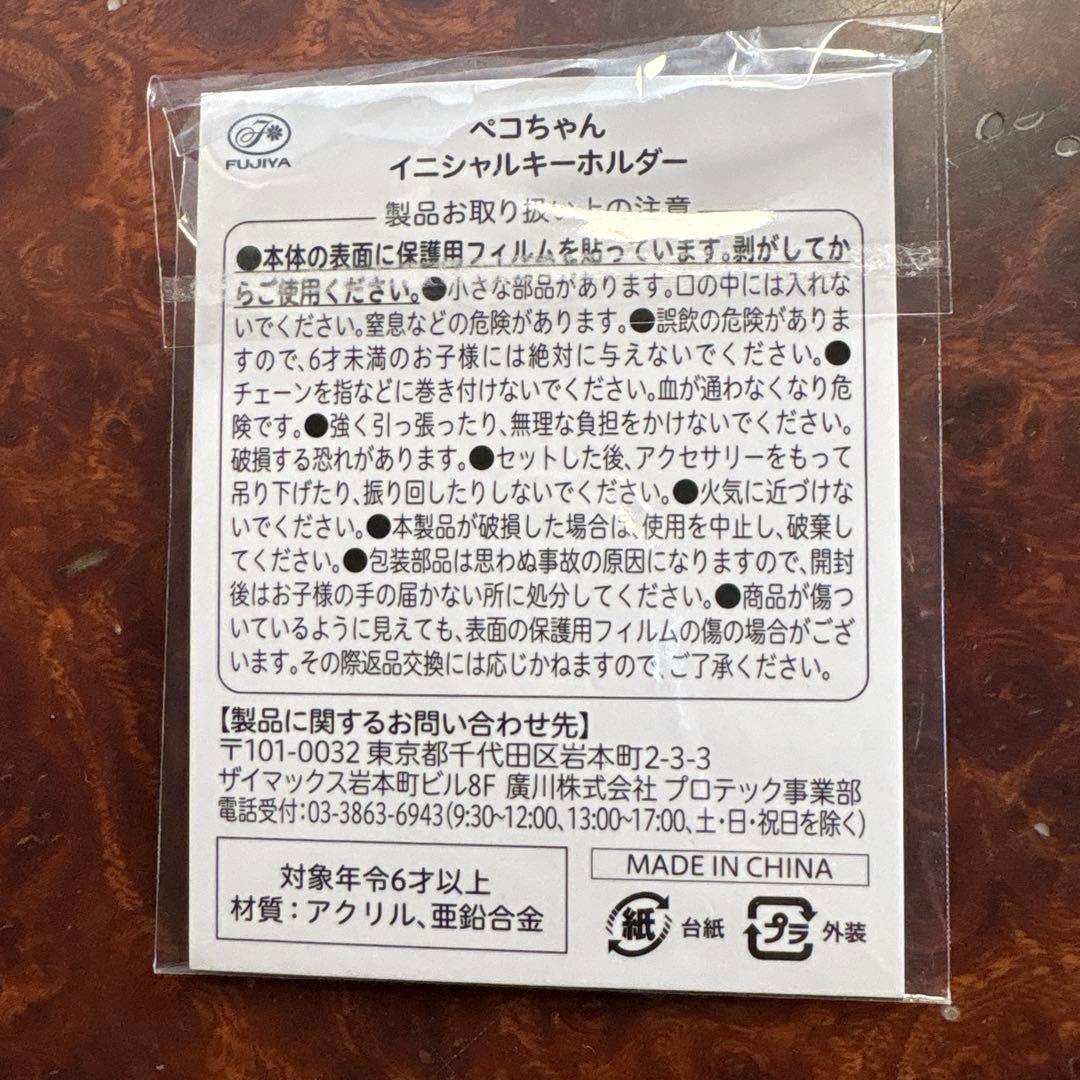 FUJIYA
ペコちゃん
イニシャルキーホルダー
製品お取り扱い上の注意
●本体の表面に保護用フィルムを貼っています。剥がしてか
らご使用ください。●小さな部品があります。口の中には入れな
いでください。窒息などの危険があります。●誤飲の危険がありま
すので、6才未満のお子様には絶対に与えないでください。●
チェーンを指などに巻き付けないでください。血が通わなくなり危
険です。●強く引っ張ったり、無理な負担をかけないでください。
破損する恐れがあります。●セットした後、アクセサリーをもって
吊り下げたり、振り回したりしないでください。●火気に近づけな
いでください。●本製品が破損した場合は、使用を中止し、破棄し
てください。●包装部品は思わぬ事故の原因になりますので、開封
後はお子様の手の届かない所に処分してください。●商品が傷つ
いているように見えても、表面の保護用フィルムの傷の場合がござ
います。その際返品交換には応じかねますので、ご了承ください。
【製品に関するお問い合わせ先】
〒101-0032 東京都千代田区岩本町2-3-3
ザイマックス岩本町ビル8F 廣川株式会社 プロテック事業部
電話受付:03-3863-6943(9:30~12:00、13:00~17:00、土・日・祝日を除く)
対象年令6才以上
材質:アクリル、亜鉛合金
MADE IN CHINA
紙 台紙 プラ 外装